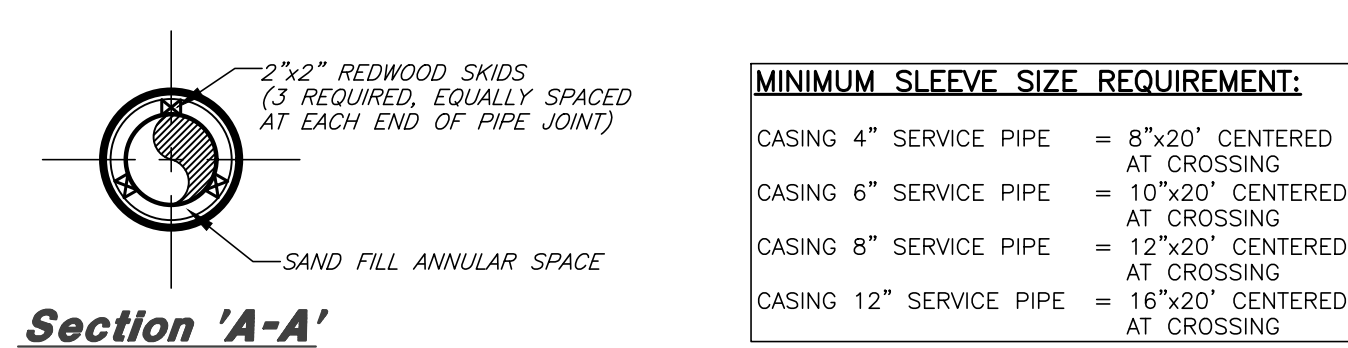 2"x2" REDWOOD SKIDS
(3 REQUIRED, EQUALLY SPACED
AT EACH END OF PIPE JOINT)
SAND FILL ANNULAR SPACE
Section 'A-A'
MINIMUM SLEEVE SIZE REQUIREMENT:
CASING 4" SERVICE PIPE = 8"x20' CENTERED
AT CROSSING
CASING 6" SERVICE PIPE = 10"x20' CENTERED
AT CROSSING
CASING 8" SERVICE PIPE = 12"x20' CENTERED
AT CROSSING
CASING 12" SERVICE PIPE = 16"x20' CENTERED
AT CROSSING